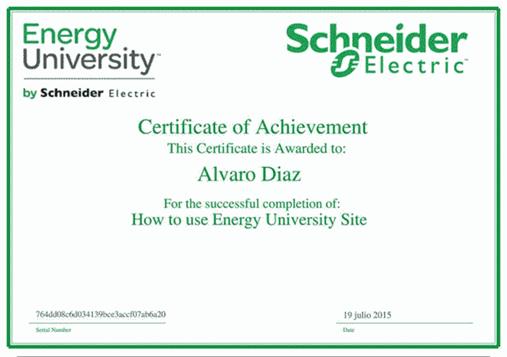 Energy
University™
by Schneider Electric
Schneider
Electric™
Certificate of Achievement
This Certificate is Awarded to:
Alvaro Diaz
For the successful completion of:
How to use Energy University Site
764dd08c6d034139bce3accf07ab6a20
Serial Number
19 julio 2015
Date